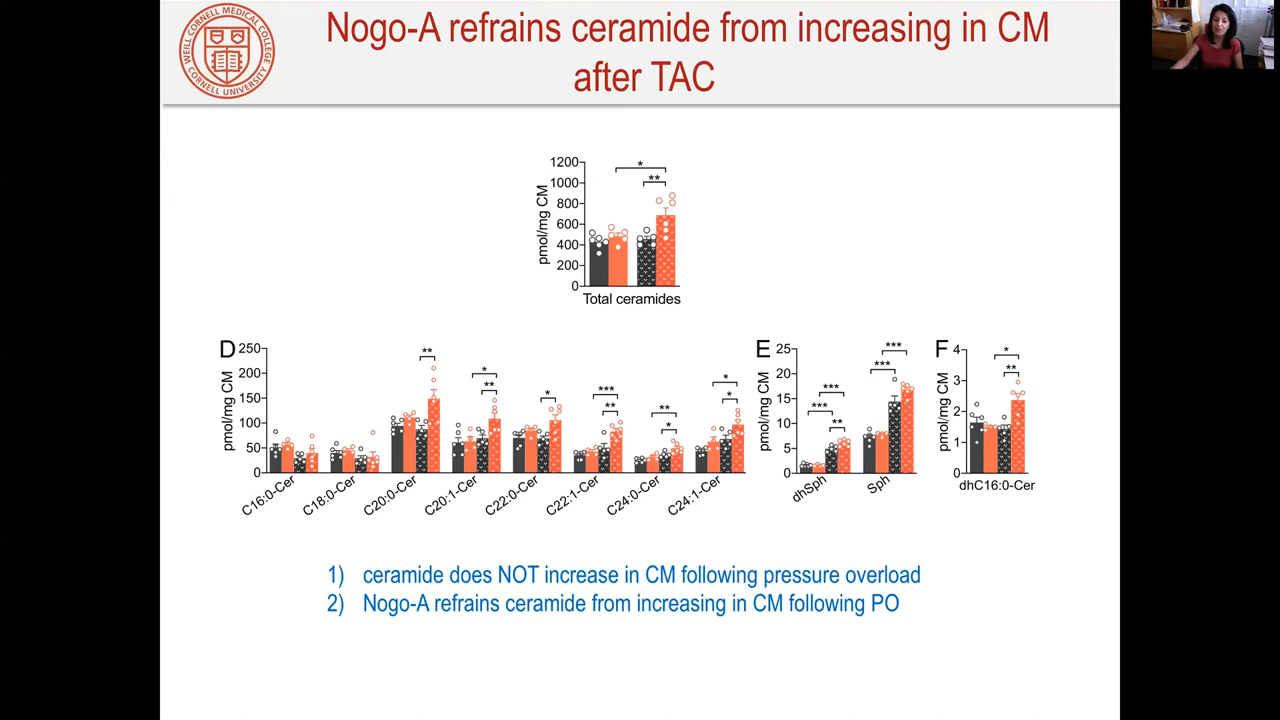 Nogo-A refrains ceramide from increasing in CM
after TAC
WEILL CORNELL MEDICAL COLLEGE
CORNELL UNIVERSITY
pmol/mg CM
1200
1000
800
600
400
200
0
*
**
Total ceramides
D
pmol/mg CM
250
200
150
100
50
0
**
*
**
*
***
**
**
*
*
*
C16:0-Cer
C18:0-Cer
C20:0-Cer
C20:1-Cer
C22:0-Cer
C22:1-Cer
C24:0-Cer
C24:1-Cer
E
pmol/mg CM
25
20
15
10
5
0
***
***
**
***
***
dhSph
Sph
F
pmol/mg CM
4
3
2
1
0
*
**
dhC16:0-Cer
1) ceramide does NOT increase in CM following pressure overload
2) Nogo-A refrains ceramide from increasing in CM following PO